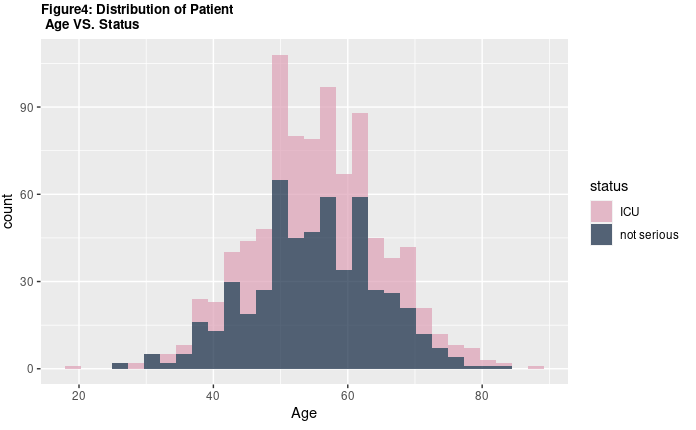 Figure4: Distribution of Patient
Age VS. Status
90
60
30
0
count
20 40 60 80
Age
status
ICU
not serious